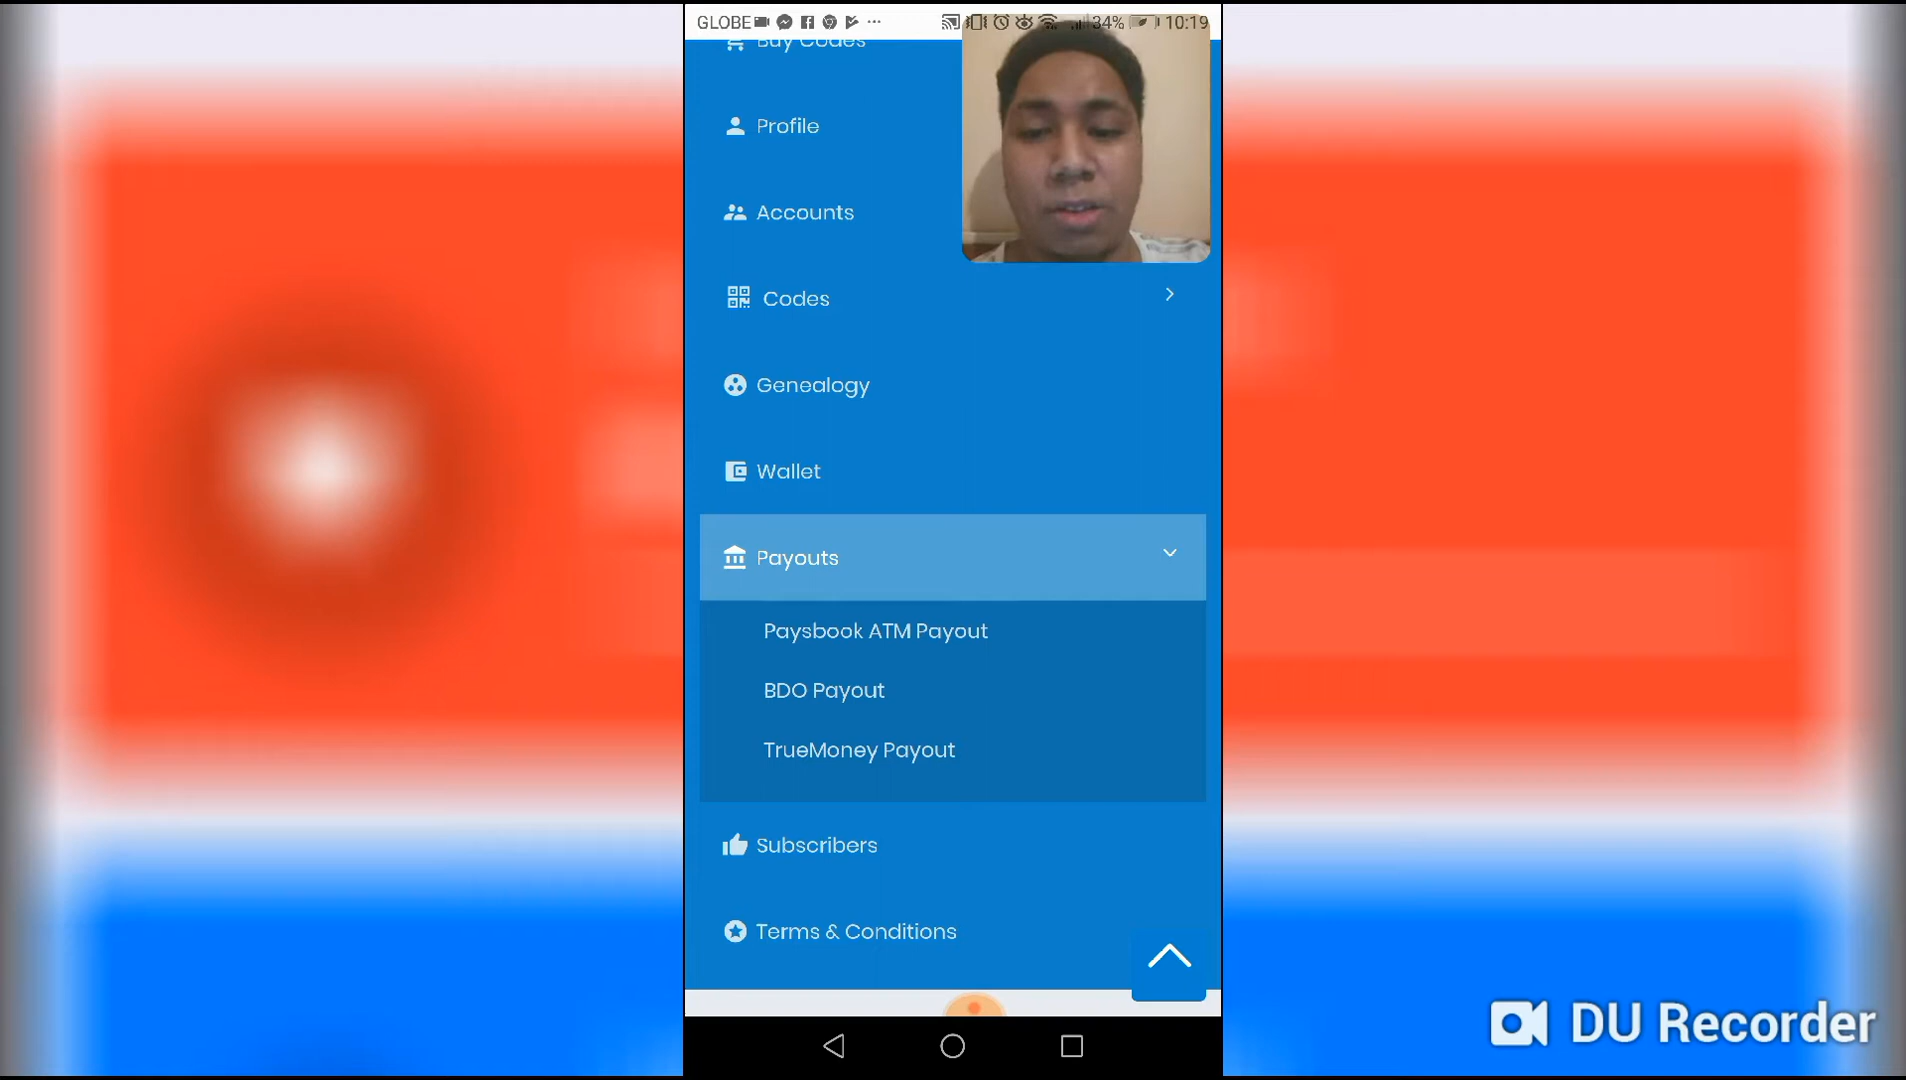 GLOBE 34% 10:19
Buy Codes
Profile
Accounts
Codes
Genealogy
Wallet
Payouts
Paysbook ATM Payout
BDO Payout
TrueMoney Payout
Subscribers
Terms & Conditions
DU Recorder